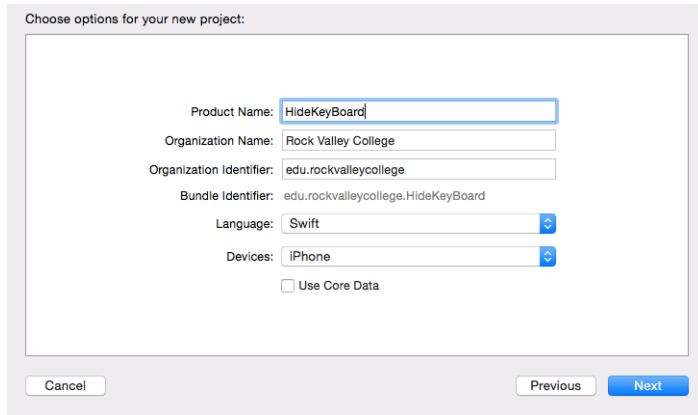 Choose options for your new project:
Product Name: HideKeyBoard
Organization Name: Rock Valley College
Organization Identifier: edu.rockvalleycollege
Bundle Identifier: edu.rockvalleycollege.HideKeyBoard
Language: Swift
Devices: iPhone
Use Core Data
Cancel Previous Next